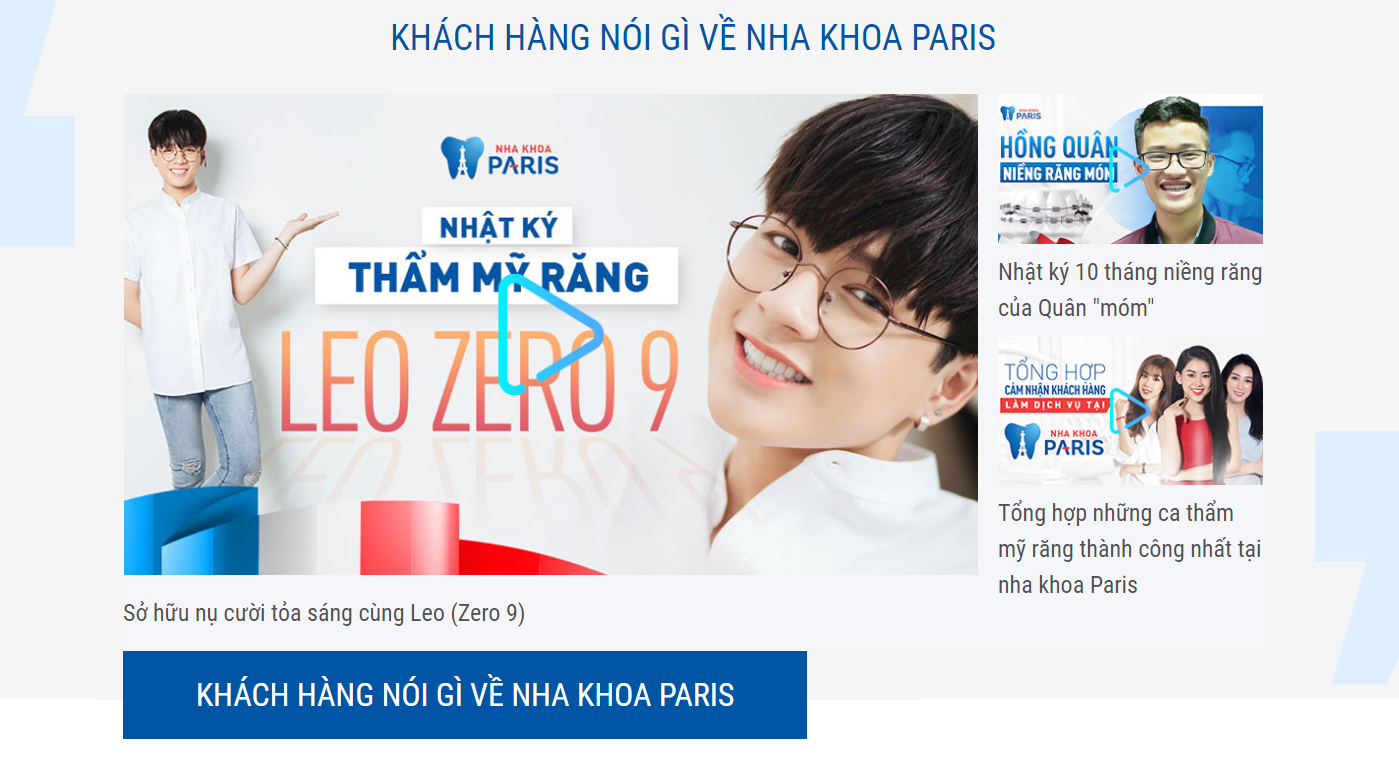 KHÁCH HÀNG NÓI GÌ VỀ NHA KHOA PARIS
NHA KHOA
PARIS
NHẬT KÝ
THẨM MỸ RĂNG
LEO ZERO 9
Sở hữu nụ cười tỏa sáng cùng Leo (Zero 9)
NHA KHOA
PARIS
HỒNG QUÂN
NIỀNG RĂNG MÓM
Nhật ký 10 tháng niềng răng
của Quân "móm"
TỔNG HỢP
CẢM NHẬN KHÁCH HÀNG
LÀM DỊCH VỤ TẠI
NHA KHOA
PARIS
Tổng hợp những ca thẩm
mỹ răng thành công nhất tại
nha khoa Paris
KHÁCH HÀNG NÓI GÌ VỀ NHA KHOA PARIS